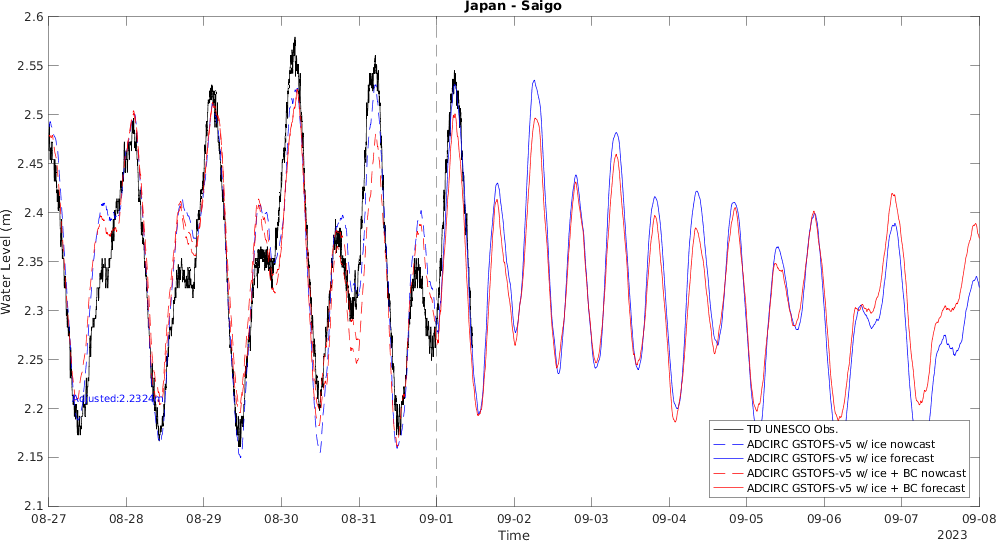 Japan - Saigo
Water Level (m)
2.6
2.55
2.5
2.45
2.4
2.35
2.3
2.25
2.2
2.15
2.1
Adjusted:2.2324m
TD UNESCO Obs.
ADCIRC GSTOFS-v5 w/ ice nowcast
ADCIRC GSTOFS-v5 w/ ice forecast
ADCIRC GSTOFS-v5 w/ ice + BC nowcast
ADCIRC GSTOFS-v5 w/ ice + BC forecast
08-27 08-28 08-29 08-30 08-31 09-01 09-02 09-03 09-04 09-05 09-06 09-07 09-08
Time
2023